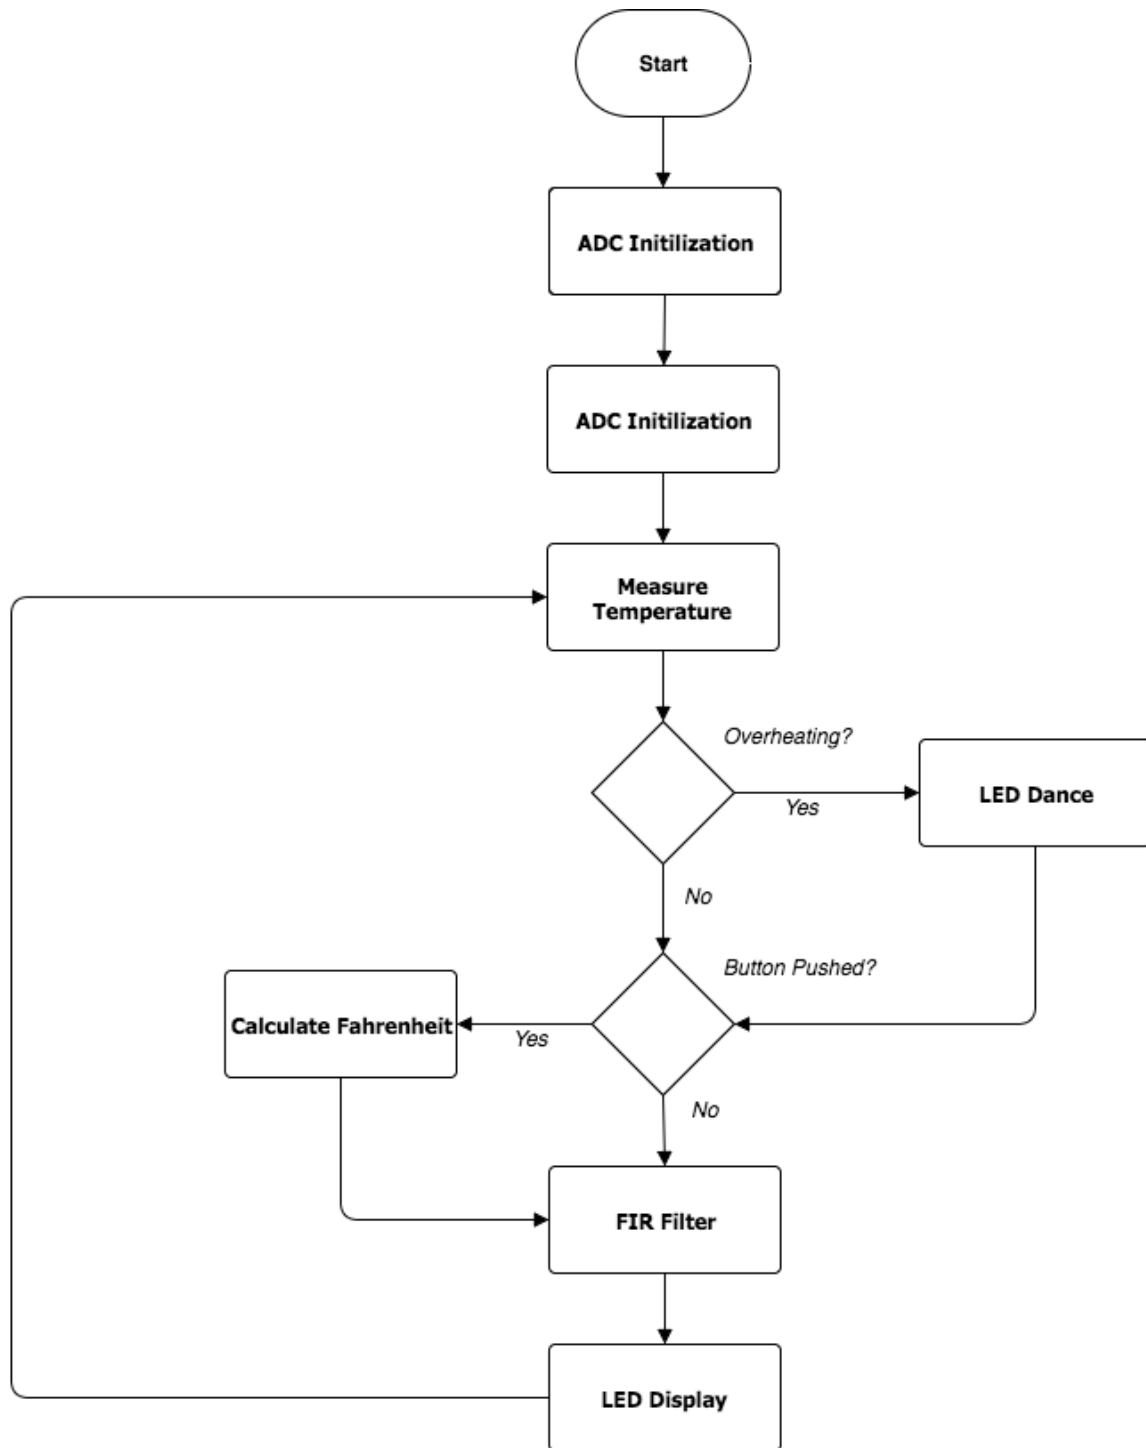 Start
ADC Initilization
ADC Initilization
Measure
Temperature
Overheating?
Yes
LED Dance
No
Button Pushed?
Calculate Fahrenheit
Yes
No
FIR Filter
LED Display